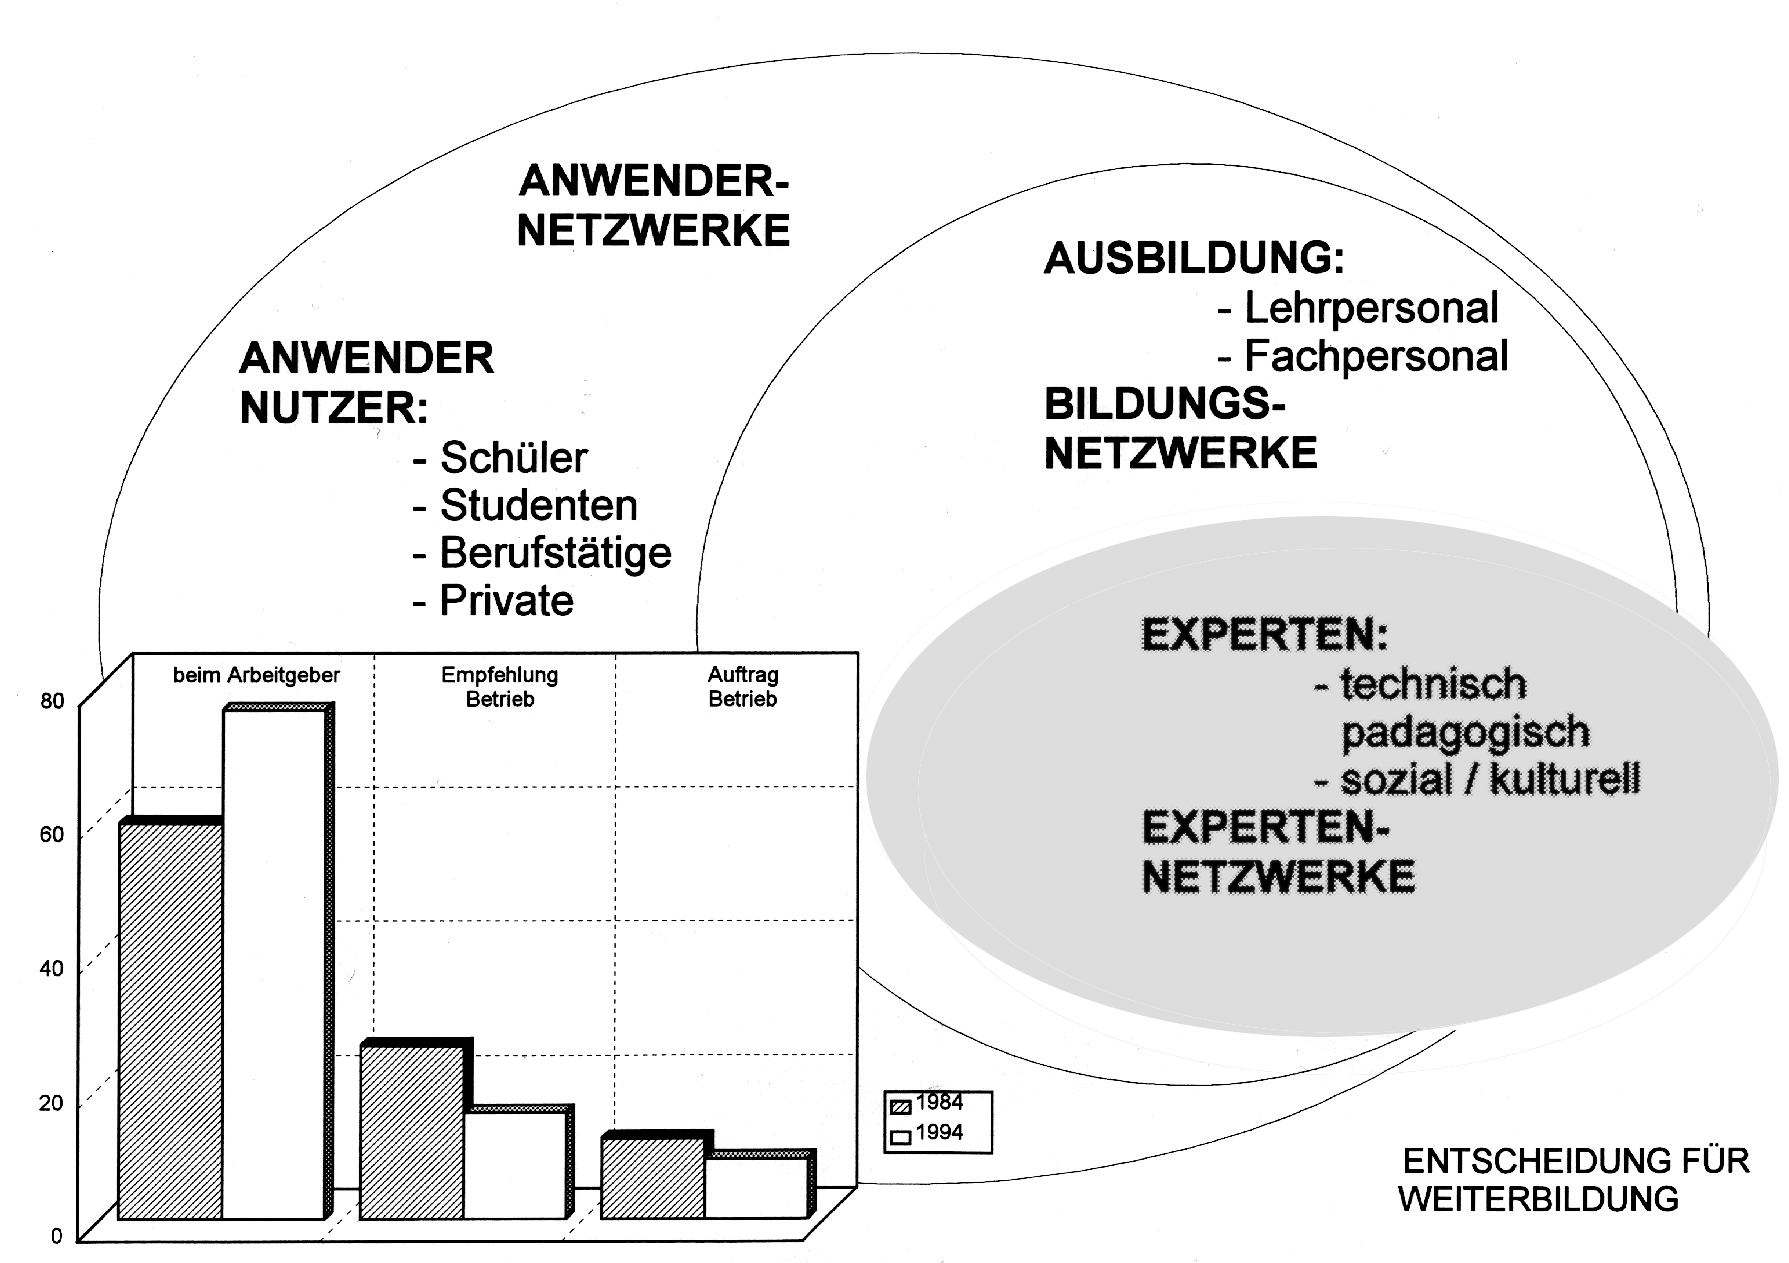 ANWENDER-
NETZWERKE
AUSBILDUNG:
- Lehrpersonal
- Fachpersonal
BILDUNGS-
NETZWERKE
ANWENDER
NUTZER:
- Schüler
- Studenten
- Berufstätige
- Private
EXPERTEN:
- technisch
padagogisch
- sozial / kulturell
EXPERTEN-
NETZWERKE
beim Arbeitgeber
Empfehlung
Betrieb
Auftrag
Betrieb
80
60
40
20
0
1984
1994
ENTSCHEIDUNG FÜR
WEITERBILDUNG